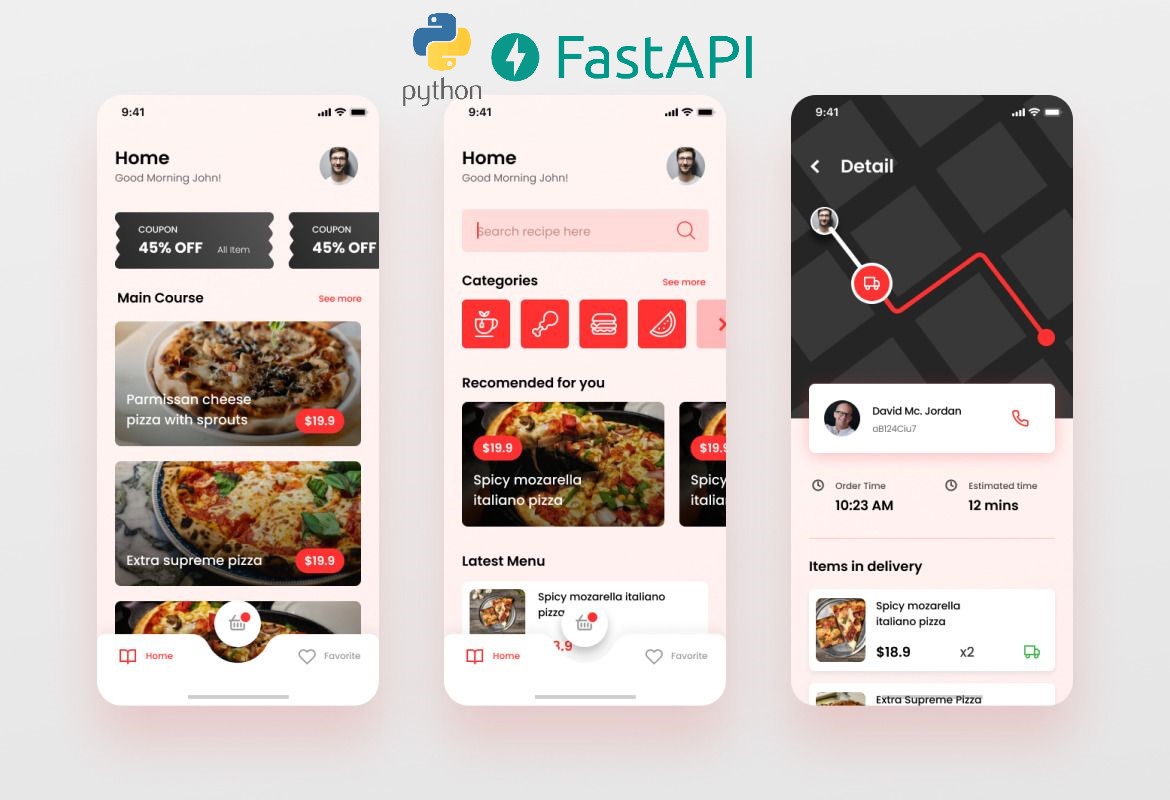 python
FastAPI
9:41
Home
Good Morning John!
COUPON
45% OFF All Item
COUPON
45% OFF
Main Course
See more
Parmissan cheese
pizza with sprouts
$19.9
Extra supreme pizza
$19.9
Home
Favorite
9:41
Home
Good Morning John!
Search recipe here
Categories
See more
Recomended for you
$19.9
Spicy mozarella
italiano pizza
$19.9
Spicy
italia
Latest Menu
Spicy mozarella italiano
pizza
8.9
Home
Favorite
9:41
Detail
David Mc. Jordan
aB124Ciu7
Order Time
10:23 AM
Estimated time
12 mins
Items in delivery
Spicy mozarella
italiano pizza
$18.9 x2
Extra Supreme Pizza